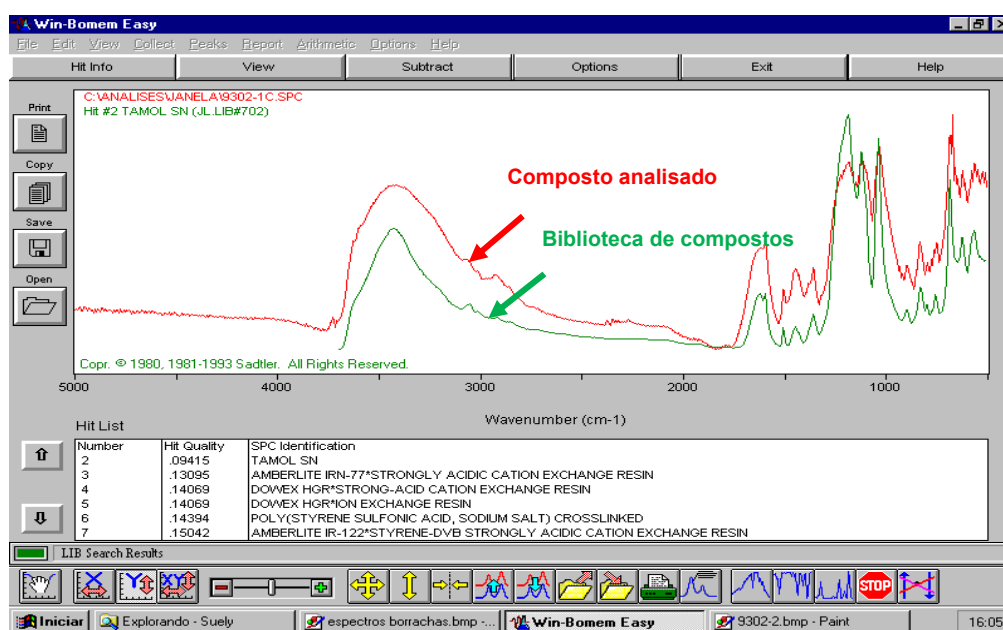 Win-Bomem Easy
File Edit View Collect Peaks Report Arithmetic Options Help
Hit Info View Subtract Options Exit Help
Print
Copy
Save
Open
C:\ANALISES\JANELA\9302-1C.SPC
Hit #2 TAMOL SN (JL.LIB#702)
Composto analisado
Biblioteca de compostos
Copr. © 1980, 1981-1993 Sadtler. All Rights Reserved.
5000 4000 3000 2000 1000
Wavenumber (cm-1)
Hit List
Number Hit Quality SPC Identification
2 .09415 TAMOL SN
3 .13095 AMBERLITE IRN-77*STRONGLY ACIDIC CATION EXCHANGE RESIN
4 .14069 DOWEX HGR*STRONG-ACID CATION EXCHANGE RESIN
5 .14069 DOWEX HGR*ION EXCHANGE RESIN
6 .14394 POLY(STYRENE SULFONIC ACID, SODIUM SALT) CROSSLINKED
7 .15042 AMBERLITE IR-122*STYRENE-DVB STRONGLY ACIDIC CATION EXCHANGE RESIN
LIB Search Results
X Y XY STOP
Iniciar Explorando - Suely espectros borrachas.bmp -... Win-Bomem Easy 9302-2.bmp - Paint 16:05